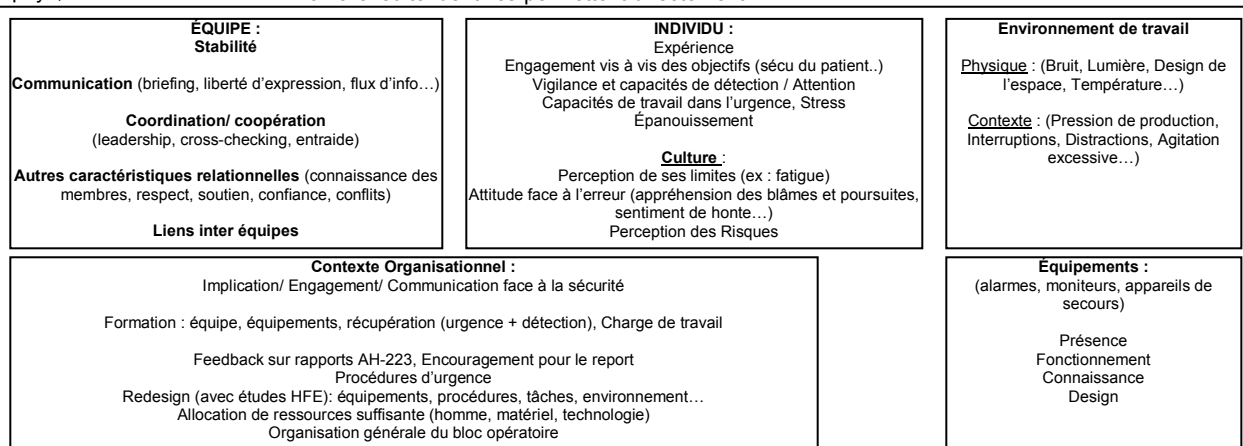 ÉQUIPE :
Stabilité
Communication (briefing, liberté d'expression, flux d'info…)
Coordination/ coopération
(leadership, cross-checking, entraide)
Autres caractéristiques relationnelles (connaissance des
membres, respect, soutien, confiance, conflits)
Liens inter équipes
INDIVIDU :
Expérience
Engagement vis à vis des objectifs (sécu du patient..)
Vigilance et capacités de détection / Attention
Capacités de travail dans l'urgence, Stress
Épanouissement
Culture :
Perception de ses limites (ex : fatigue)
Attitude face à l'erreur (appréhension des blâmes et poursuites,
sentiment de honte…)
Perception des Risques
Environnement de travail
Physique : (Bruit, Lumière, Design de
l'espace, Température…)
Contexte : (Pression de production,
Interruptions, Distractions, Agitation
excessive…)
Contexte Organisationnel :
Implication/ Engagement/ Communication face à la sécurité
Formation : équipe, équipements, récupération (urgence + détection), Charge de travail
Feedback sur rapports AH-223, Encouragement pour le report
Procédures d'urgence
Redesign (avec études HFE): équipements, procédures, tâches, environnement…
Allocation de ressources suffisante (homme, matériel, technologie)
Organisation générale du bloc opératoire
Équipements :
(alarmes, moniteurs, appareils de
secours)
Présence
Fonctionnement
Connaissance
Design